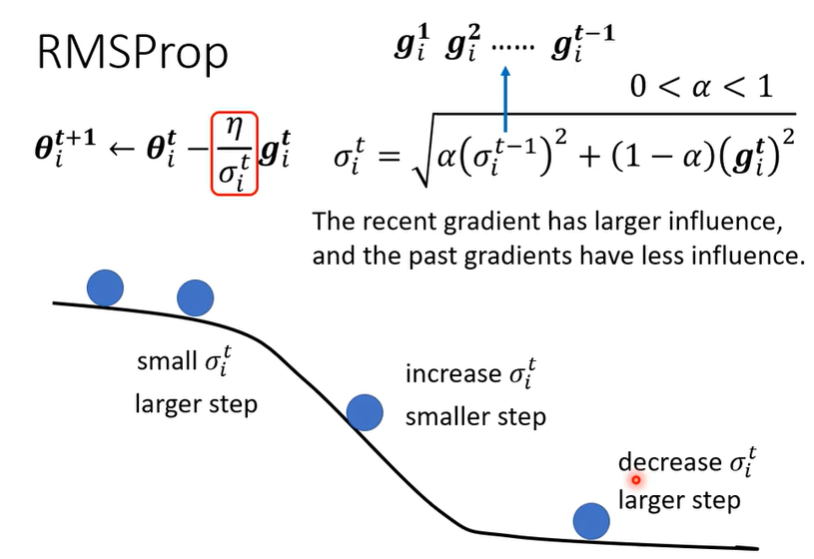 RMSProp
g_i^1 g_i^2 ...... g_i^{t-1}
0 < α < 1
θ_i^{t+1} ← θ_i^t − η/σ_i^t g_i^t
σ_i^t = √(α(σ_i^{t-1})^2 + (1 − α)(g_i^t)^2)
The recent gradient has larger influence,
and the past gradients have less influence.
small σ_i^t
larger step
increase σ_i^t
smaller step
decrease σ_i^t
larger step